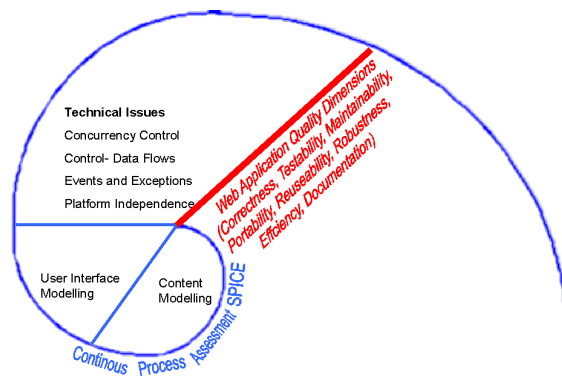 Technical Issues
Concurrency Control
Control- Data Flows
Events and Exceptions
Platform Independence
Web Application Quality Dimensions
(Correctness, Testability, Maintainability,
Portability, Reuseability, Robustness,
Effciency, Documentation)
User Interface
Modelling
Content
Modelling
Continous Process Assessment SPICE